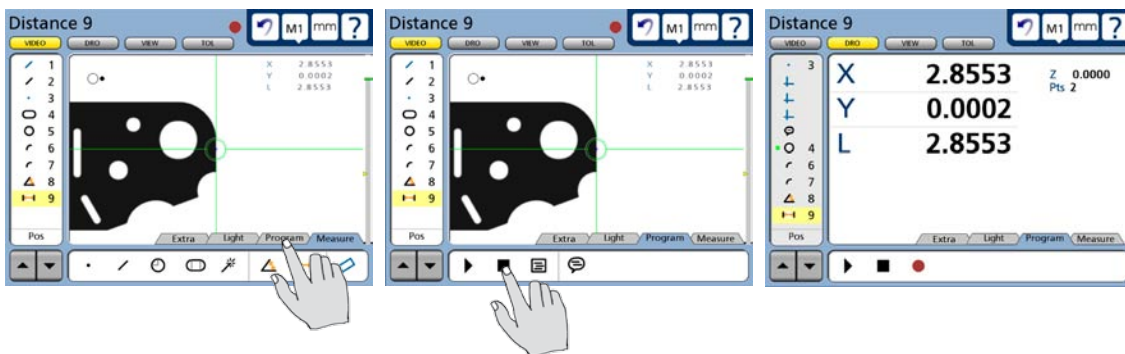 Distance 9
M1 mm ?
VIDEO DRO VIEW TOL
1
2
3
4
5
6
7
8
9
Pos
X 2.8553
Y 0.0002
L 2.8553
Extra Light Program Measure
Distance 9
M1 mm ?
VIDEO DRO VIEW TOL
1
2
3
4
5
6
7
8
9
Pos
X 2.8553
Y 0.0002
L 2.8553
Extra Light Program Measure
Distance 9
M1 mm ?
VIDEO DRO VIEW TOL
3
4
6
7
8
9
Pos
X 2.8553
Y 0.0002
L 2.8553
Z 0.0000
Pts 2
Extra Light Program Measure